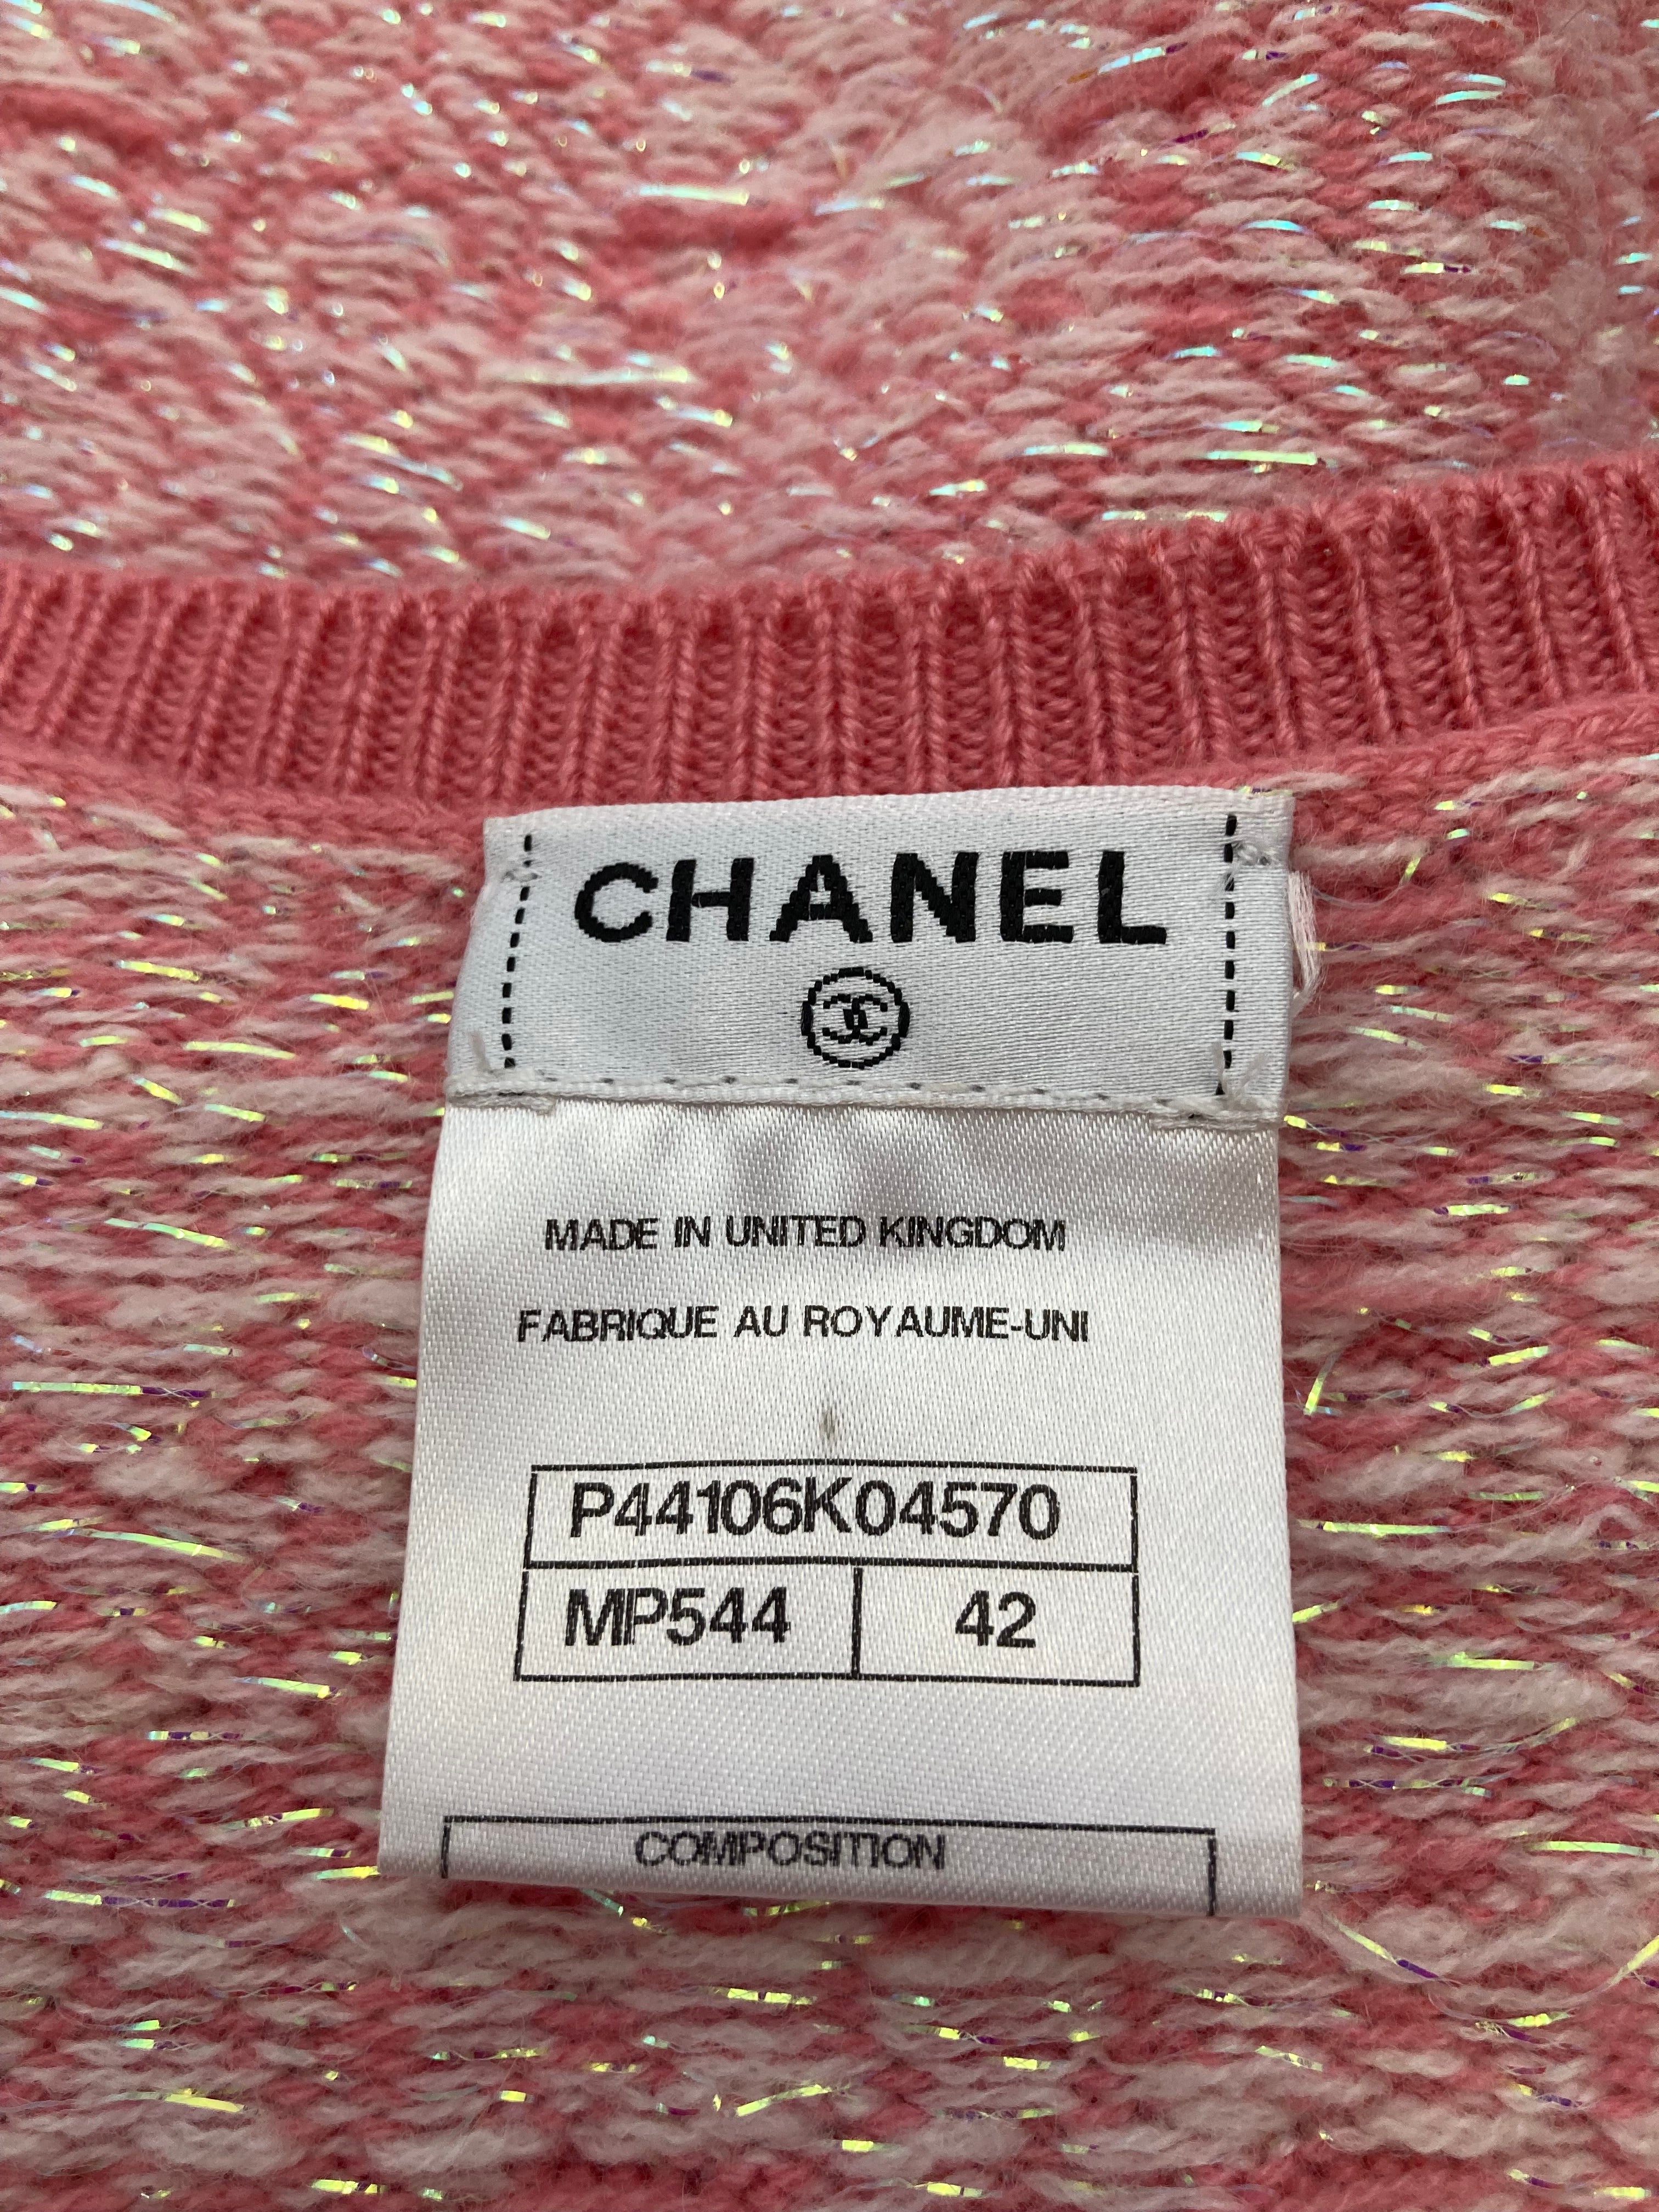 CHANEL
MADE IN UNITED KINGDOM
FABRIQUE AU ROYAUME-UNI
P44106K04570
MP544 42
COMPOSITION